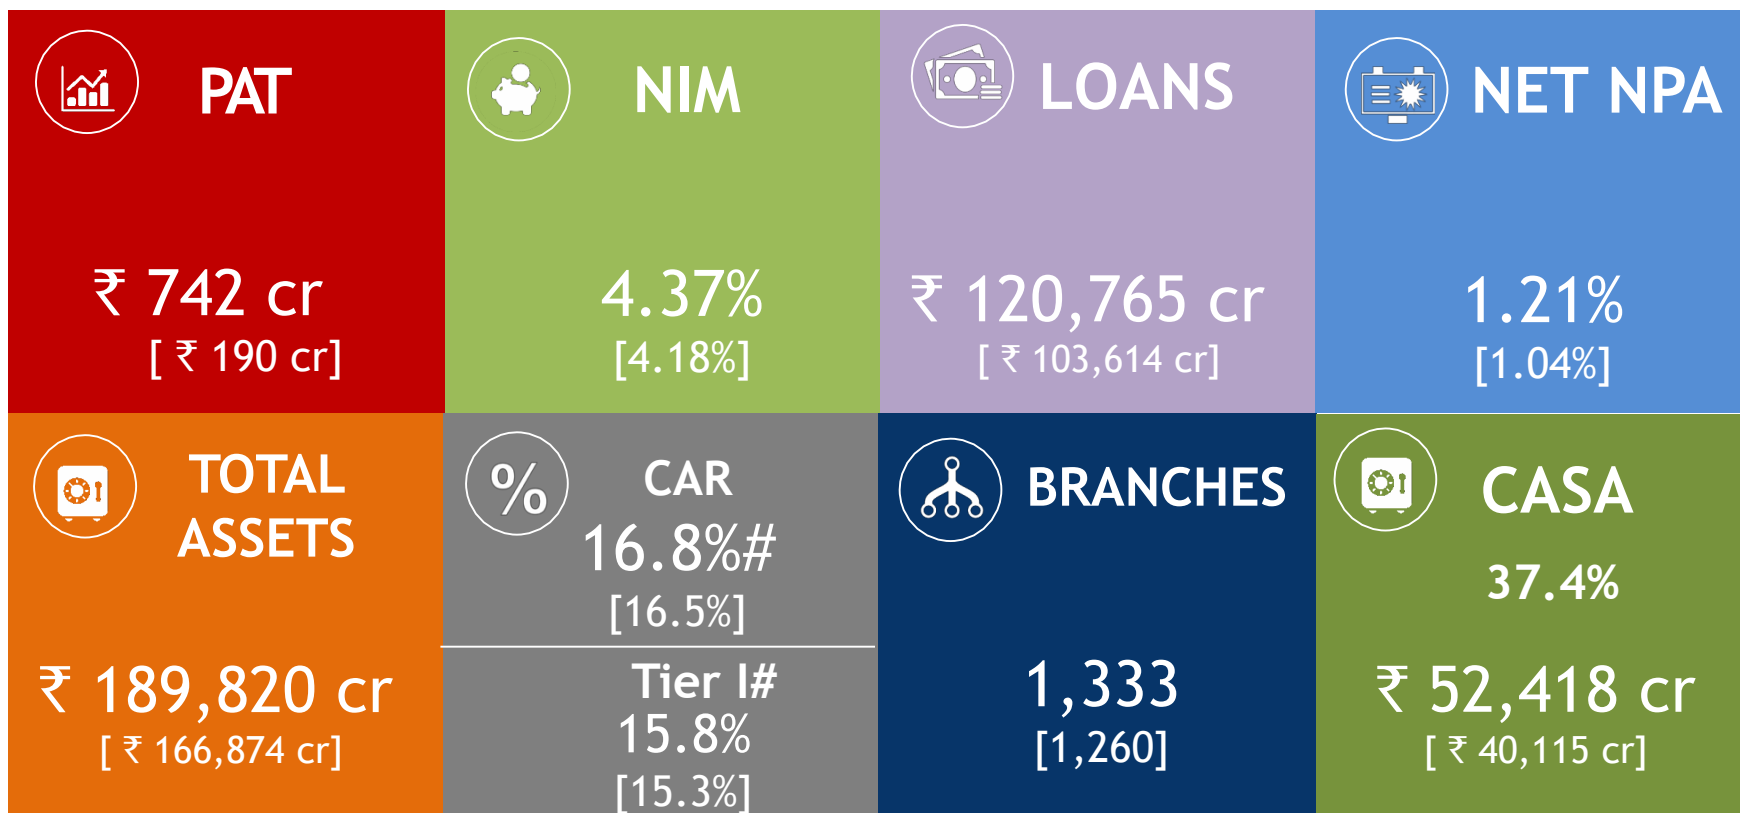 PAT
₹ 742 cr
[ ₹ 190 cr]
NIM
4.37%
[4.18%]
LOANS
₹ 120,765 cr
[ ₹ 103,614 cr]
NET NPA
1.21%
[1.04%]
TOTAL
ASSETS
₹ 189,820 cr
[ ₹ 166,874 cr]
%
CAR
16.8%#
[16.5%]
Tier I#
15.8%
[15.3%]
BRANCHES
1,333
[1,260]
CASA
37.4%
₹ 52,418 cr
[ ₹ 40,115 cr]